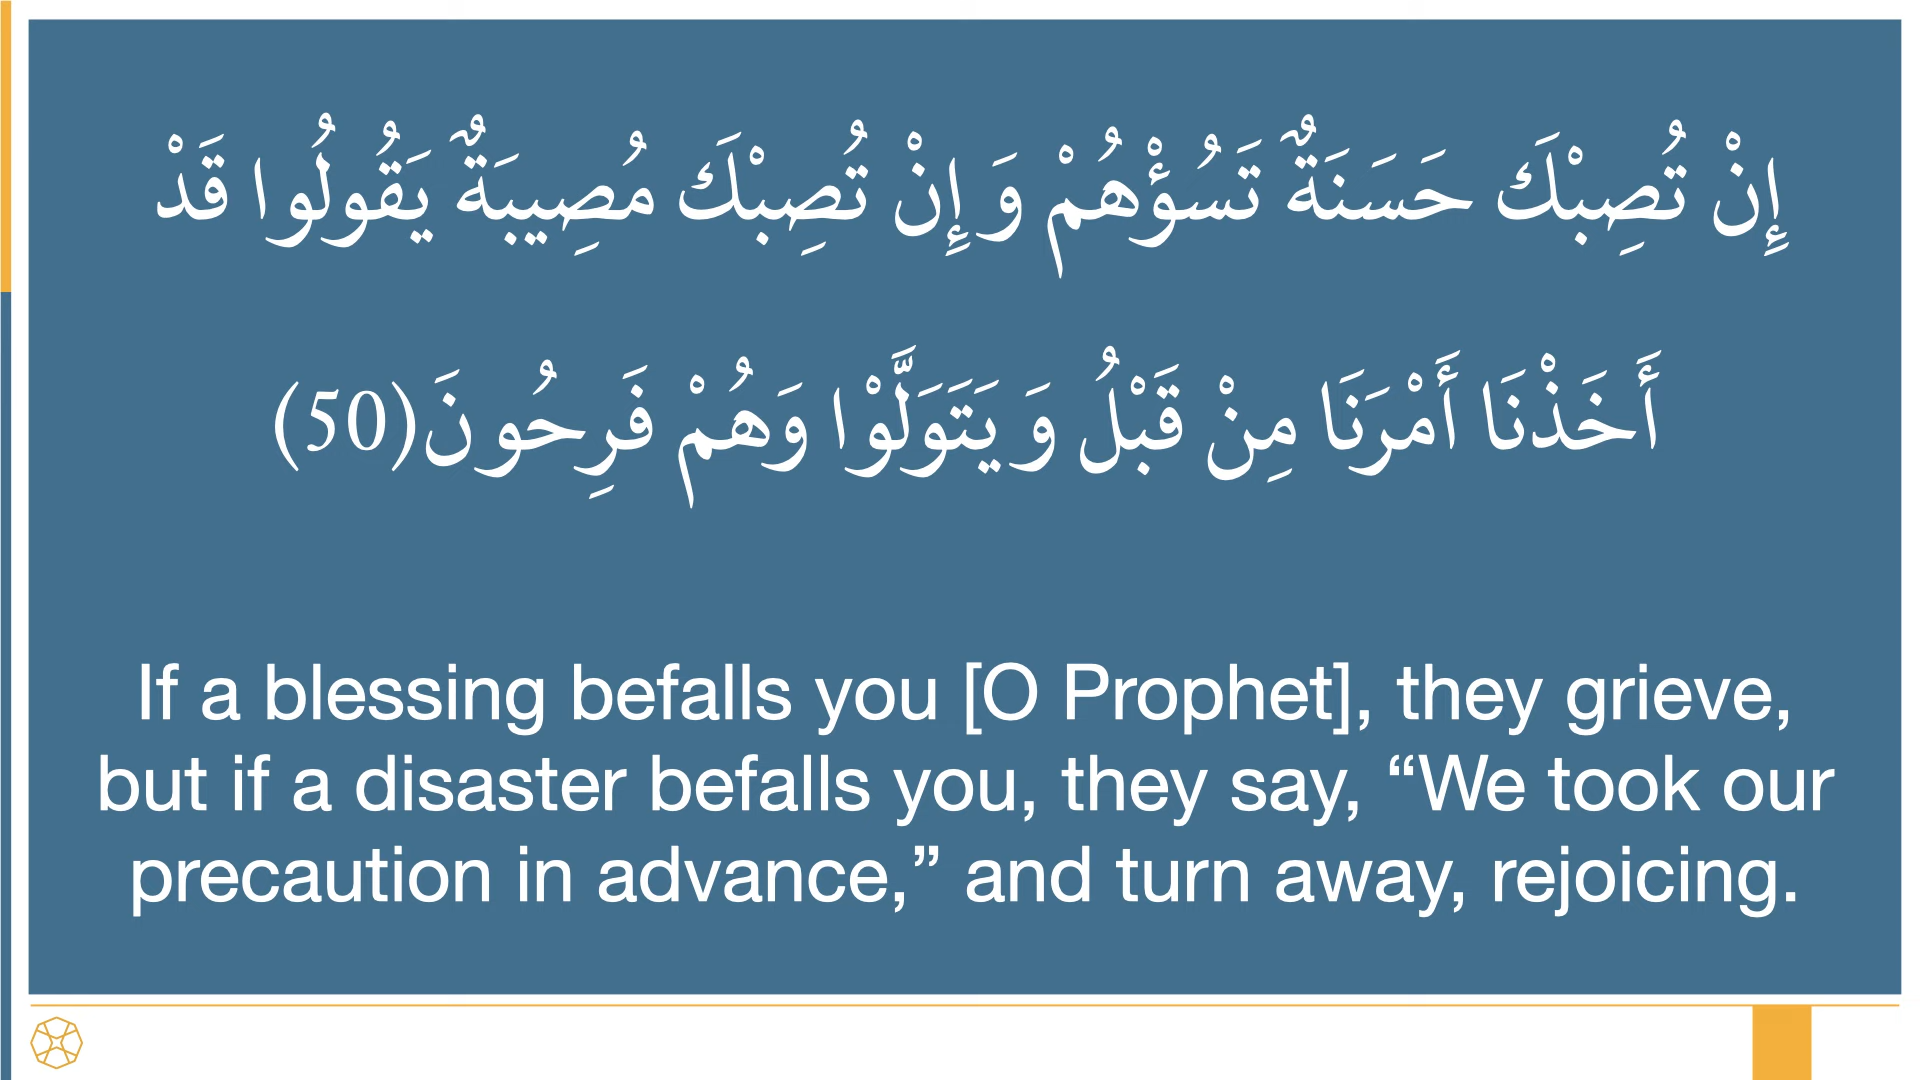 إِنْ تُصِبْكَ حَسَنَةٌ تَسُؤْهُمْ وَ إِنْ تُصِبْكَ مُصِيبَةٌ يَقُولُوا قَدْ
أَخَذْنَا أَمْرَنَا مِنْ قَبْلُ وَ يَتَوَلَّوْا وَهُمْ فَرِحُونَ(50)
If a blessing befalls you [O Prophet], they grieve,
but if a disaster befalls you, they say, “We took our
precaution in advance,” and turn away, rejoicing.